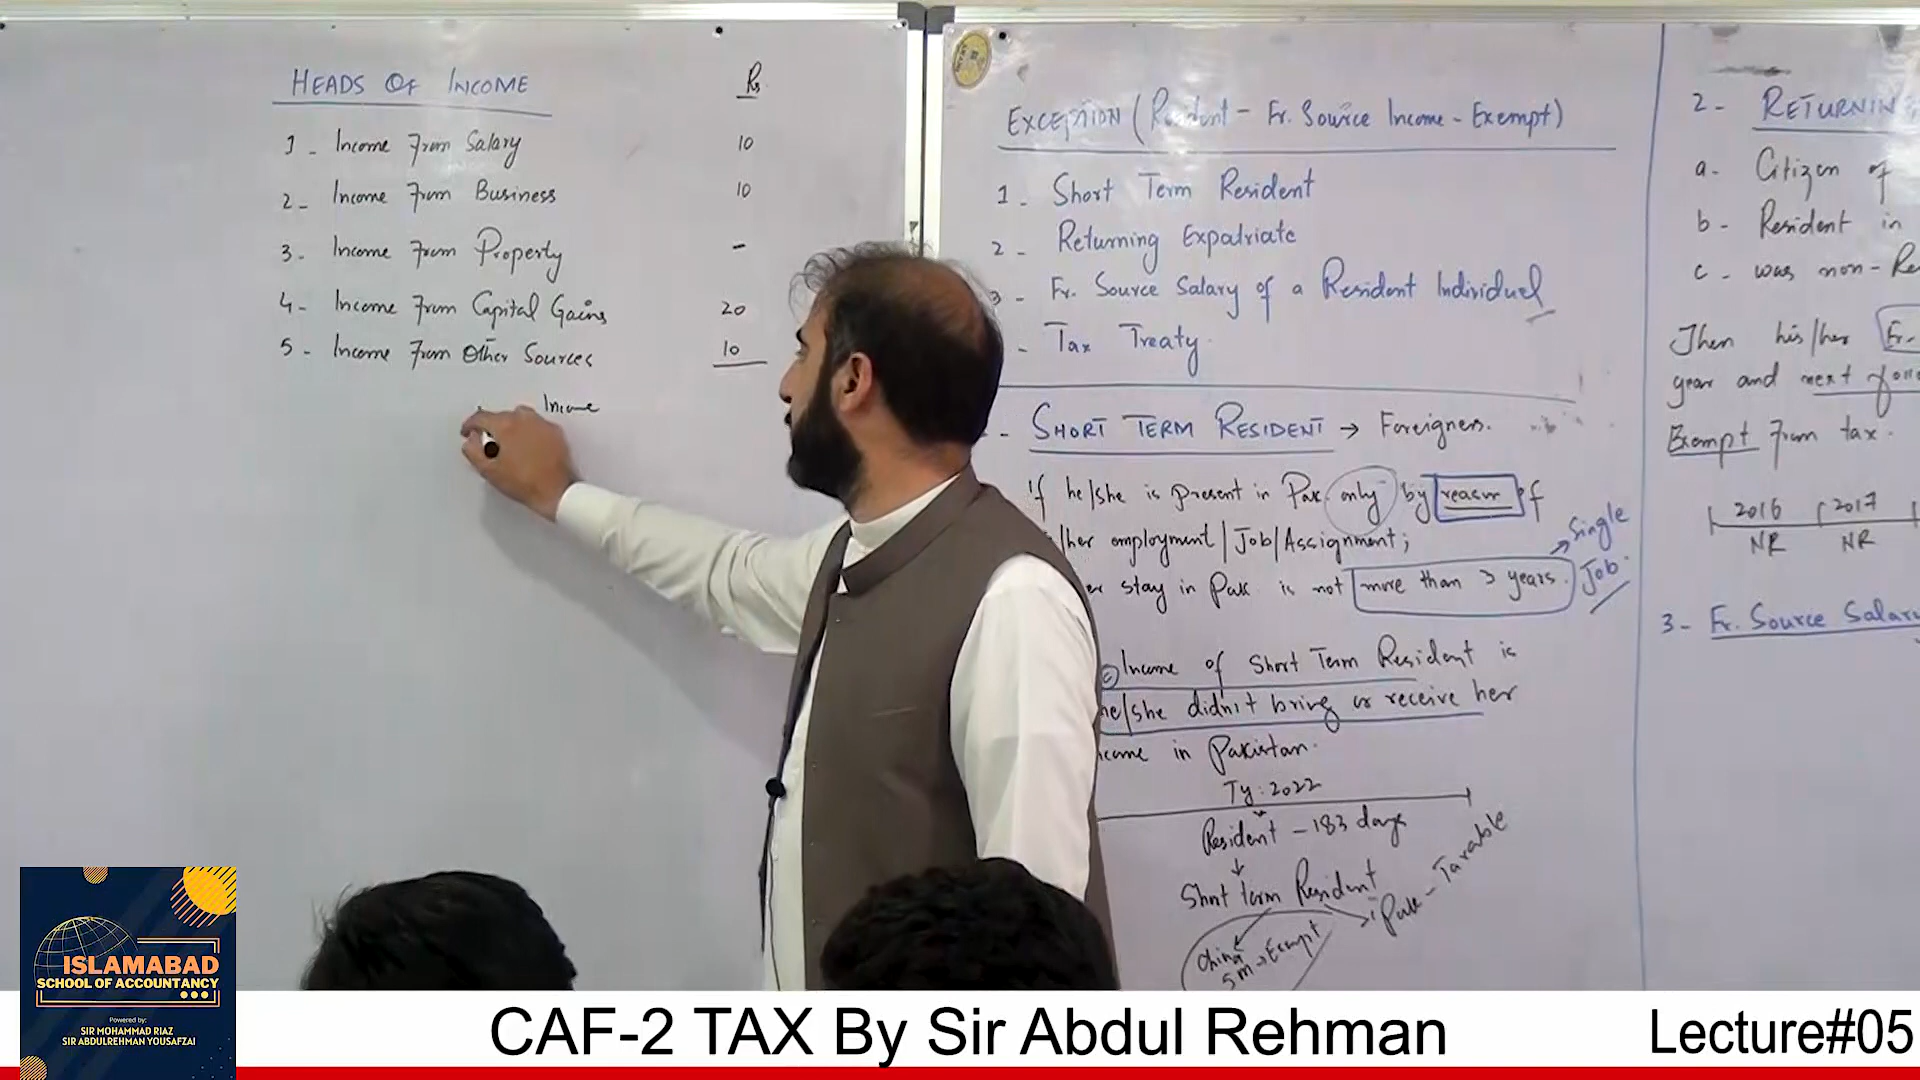 HEADS OF INCOME Rs
1 - Income From Salary 10
2 - Income From Business 10
3 - Income From Property -
4 - Income From Capital Gains 20
5 - Income From Other Sources 10
Income
EXCEPTION (Resident - Fr. Source Income - Exempt)
1 - Short Term Resident
2 - Returning Expatriate
3 - Fr. Source Salary of a Resident Individual
- Tax Treaty
- SHORT TERM RESIDENT → Foreigners.
if he/she is present in Pak only by reason of
/her employment/Job/Assignment;
stay in Pak is not more than 3 years.
Single
Job.
Income of Short Term Resident is
he/she didn't bring or receive her
in Pakistan.
Ty: 2022
Resident - 183 days
↓
Short term Resident
Pak - Taxable
China
5m → Exempt
2 - RETURNING
a. Citizen of
b - Resident in
c - was non-Re
Then his/her Fr.
year and next
Exempt From tax.
2016 2017
NR NR
3 - Fr. Source Salary
ISLAMABAD
SCHOOL OF ACCOUNTANCY
Powered by:
SIR MOHAMMAD RIAZ
SIR ABDULREHMAN YOUSAFZAI
CAF-2 TAX By Sir Abdul Rehman
Lecture#05